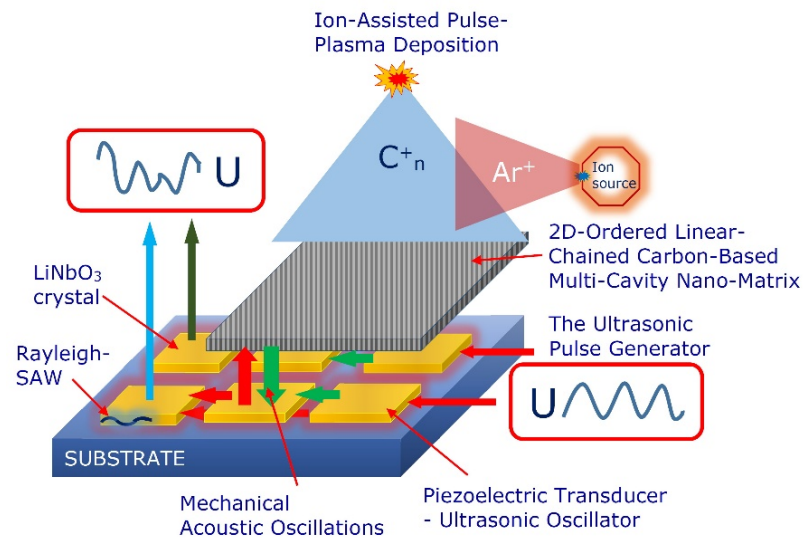 Ion-Assisted Pulse-
Plasma Deposition
C⁺ₙ
Ar⁺
Ion
source
U
2D-Ordered Linear-
Chained Carbon-Based
Multi-Cavity Nano-Matrix
LiNbO₃
crystal
The Ultrasonic
Pulse Generator
Rayleigh-
SAW
U
SUBSTRATE
Mechanical
Acoustic Oscillations
Piezoelectric Transducer
- Ultrasonic Oscillator